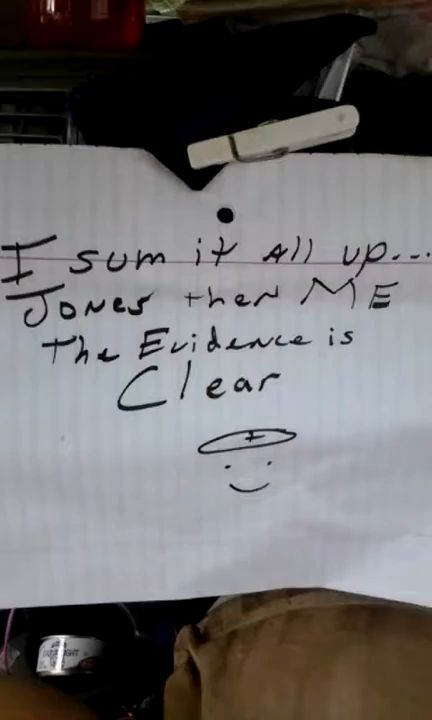 I sum it All up...
Jones then ME
The Evidence is
Clear